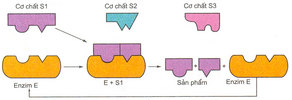 Cơ chất S1 Cơ chất S2 Cơ chất S3
Enzim E E + S1 Sản phẩm Enzim E